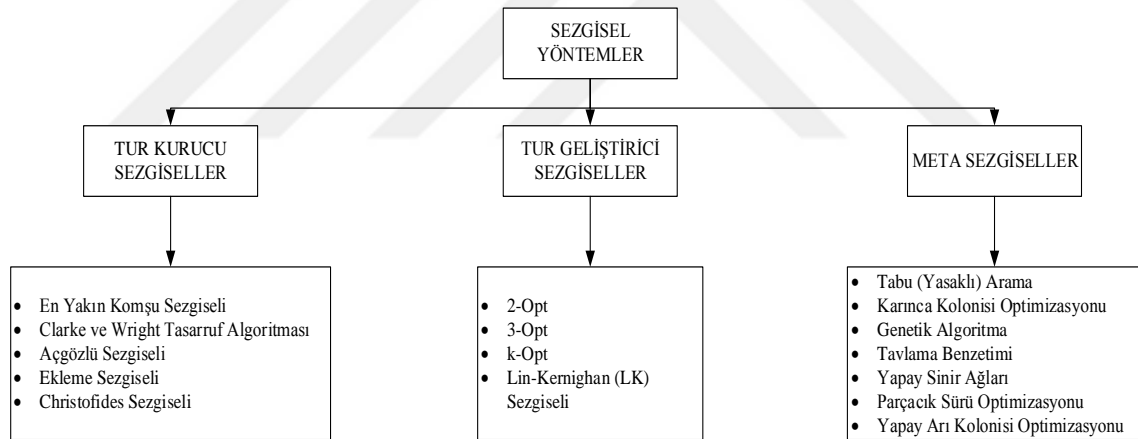 SEZGİSEL
YÖNTEMLER
TUR KURUCU
SEZGİSELLER
TUR GELİŞTİRİCİ
SEZGİSELLER
META SEZGİSELLER
• En Yakın Komşu Sezgiseli
• Clarke ve Wright Tasarruf Algoritması
• Açgözlü Sezgiseli
• Ekleme Sezgiseli
• Christofides Sezgiseli
• 2-Opt
• 3-Opt
• k-Opt
• Lin-Kernighan (LK)
Sezgiseli
• Tabu (Yasaklı) Arama
• Karınca Kolonisi Optimizasyonu
• Genetik Algoritma
• Tavlama Benzetimi
• Yapay Sinir Ağları
• Parçacık Sürü Optimizasyonu
• Yapay Arı Kolonisi Optimizasyonu